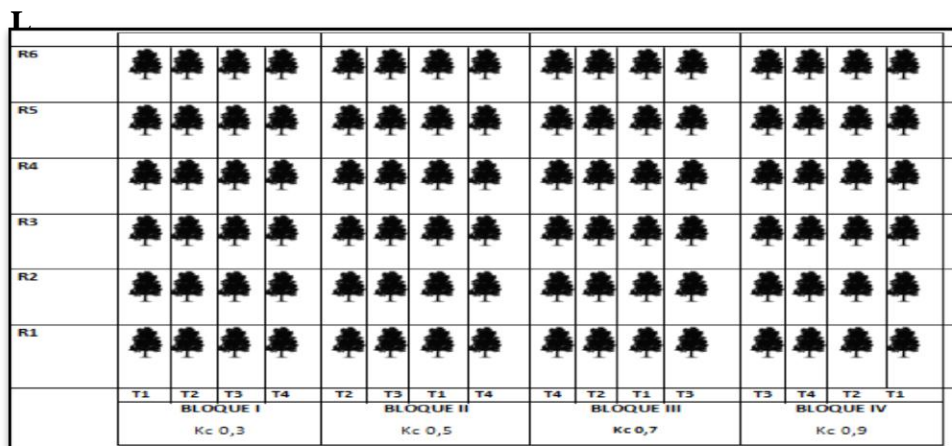 L
R6
R5
R4
R3
R2
R1
T1 T2 T3 T4 T2 T3 T1 T4 T4 T2 T1 T3 T3 T4 T2 T1
BLOQUE I BLOQUE II BLOQUE III BLOQUE IV
Kc 0,3 Kc 0,5 Kc 0,7 Kc 0,9